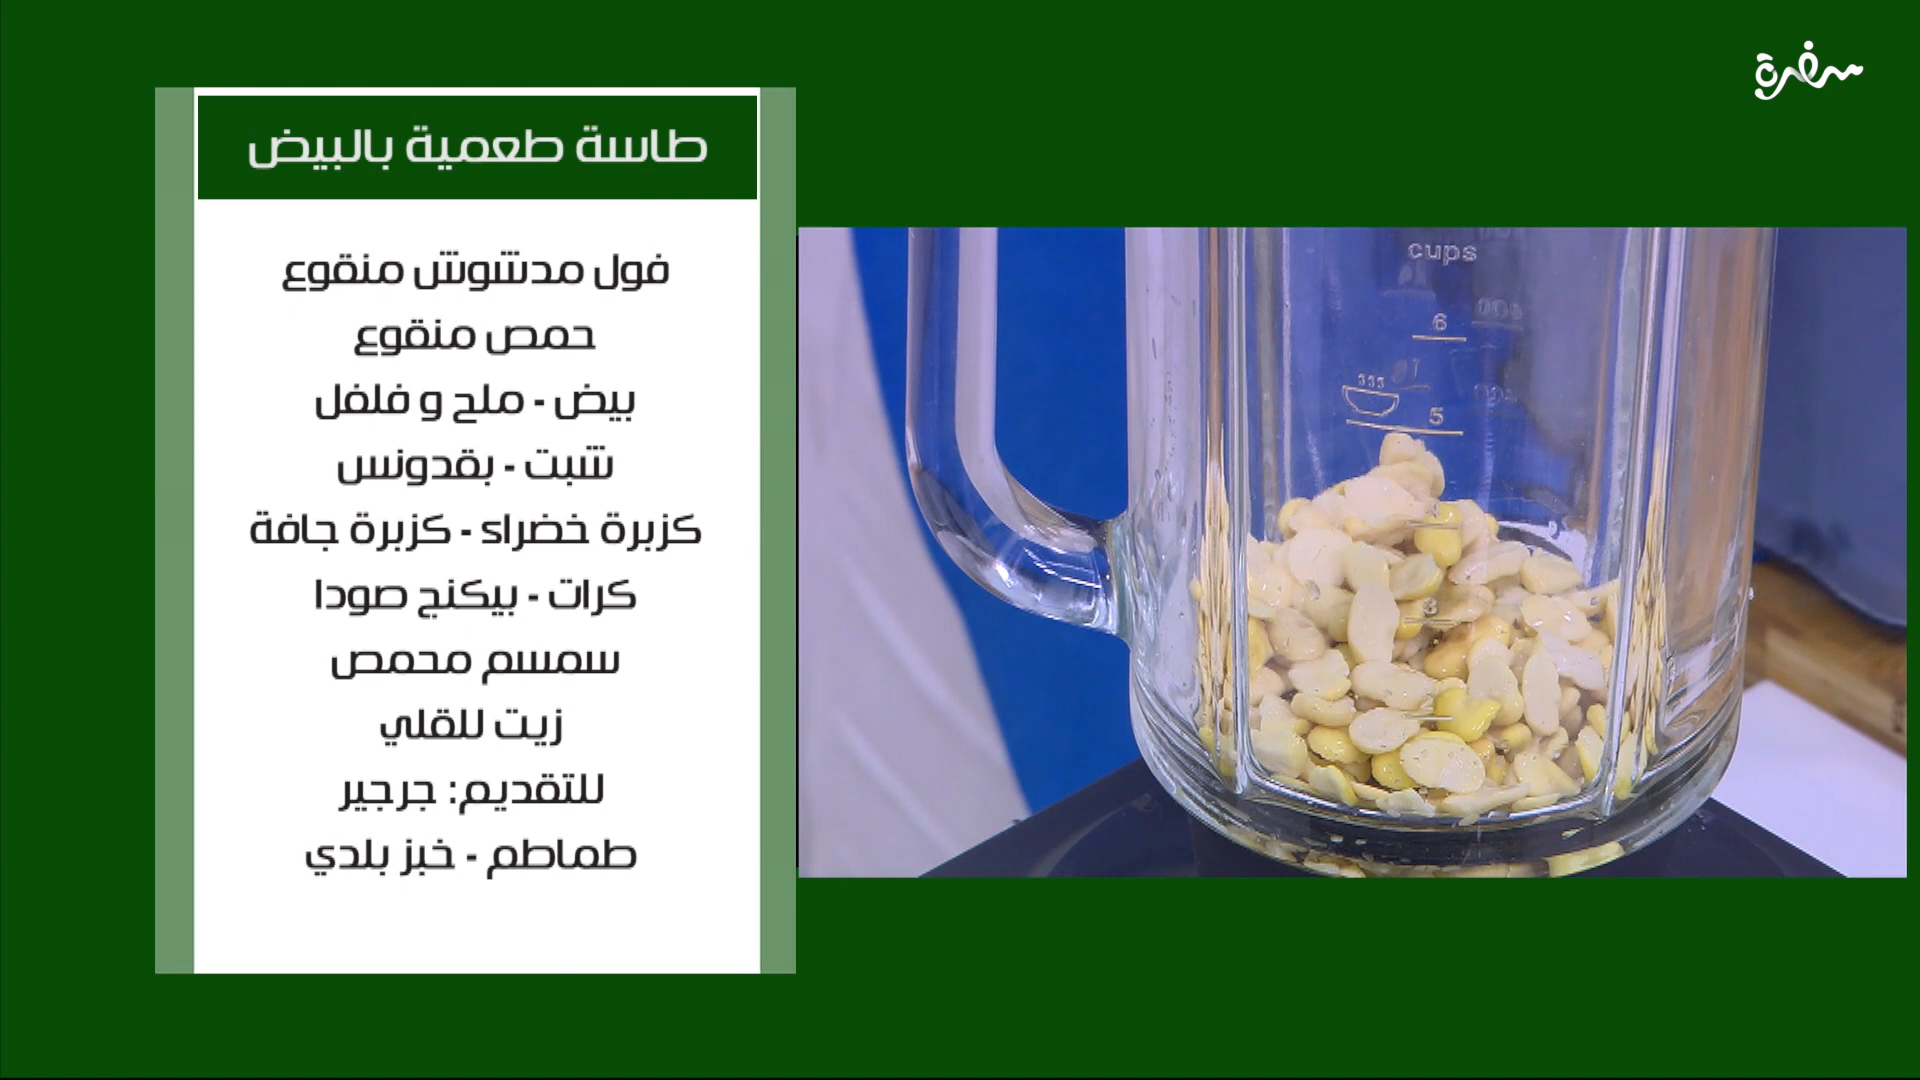 سفرة
طاسة طعمية بالبيض
فول مدشوش منقوع
حمص منقوع
بيض - ملح و فلفل
شبت - بقدونس
كزبرة خضراء - كزبرة جافة
كرات - بيكنج صودا
سمسم محمص
زيت للقلي
للتقديم: جرجير
طماطم - خبز بلدي
cups
6
5